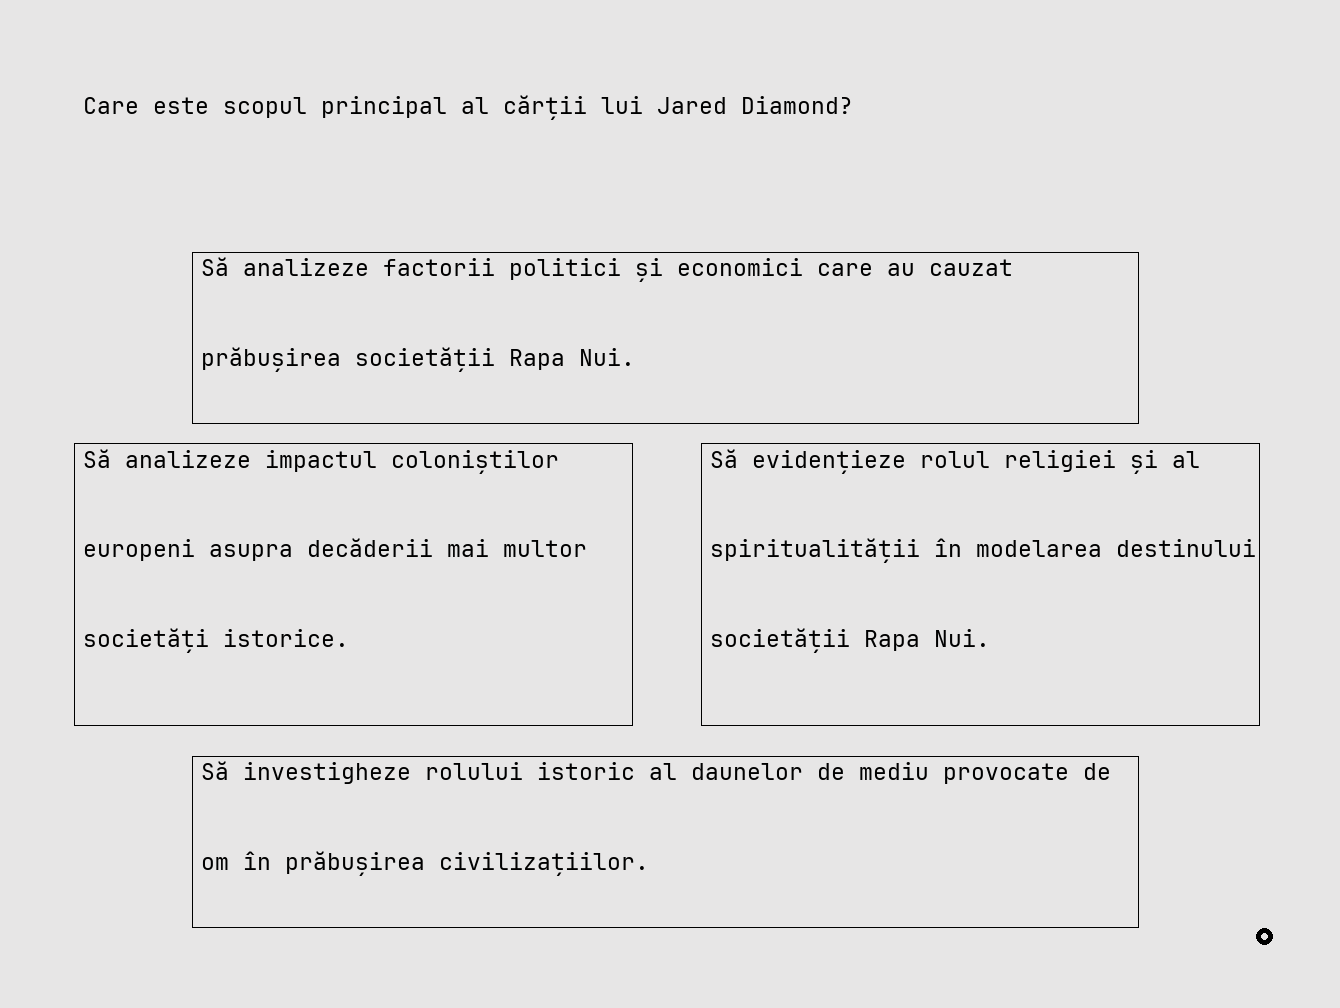 Care este scopul principal al cărții lui Jared Diamond?
Să analizeze factorii politici și economici care au cauzat
prăbușirea societății Rapa Nui.
Să analizeze impactul coloniștilor
europeni asupra decăderii mai multor
societăți istorice.
Să evidențieze rolul religiei și al
spiritualității în modelarea destinului
societății Rapa Nui.
Să investigheze rolului istoric al daunelor de mediu provocate de
om în prăbușirea civilizațiilor.